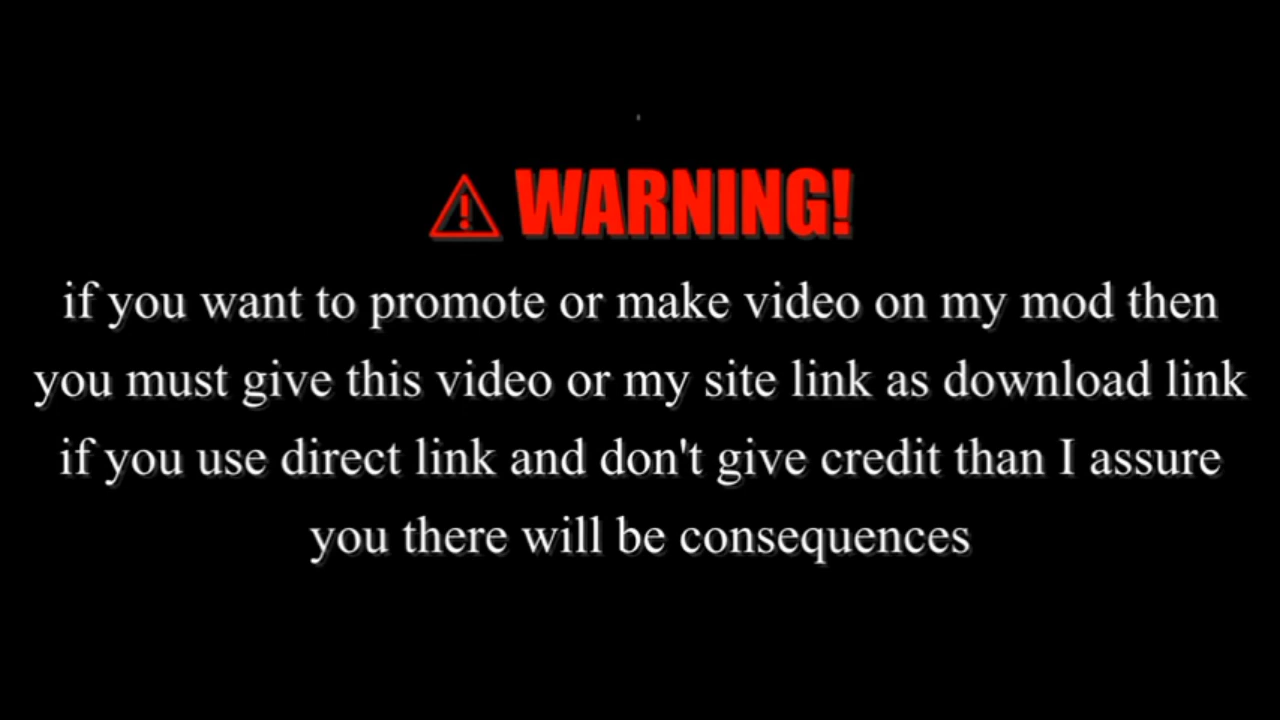 ⚠ WARNING!
if you want to promote or make video on my mod then
you must give this video or my site link as download link
if you use direct link and don't give credit than I assure
you there will be consequences